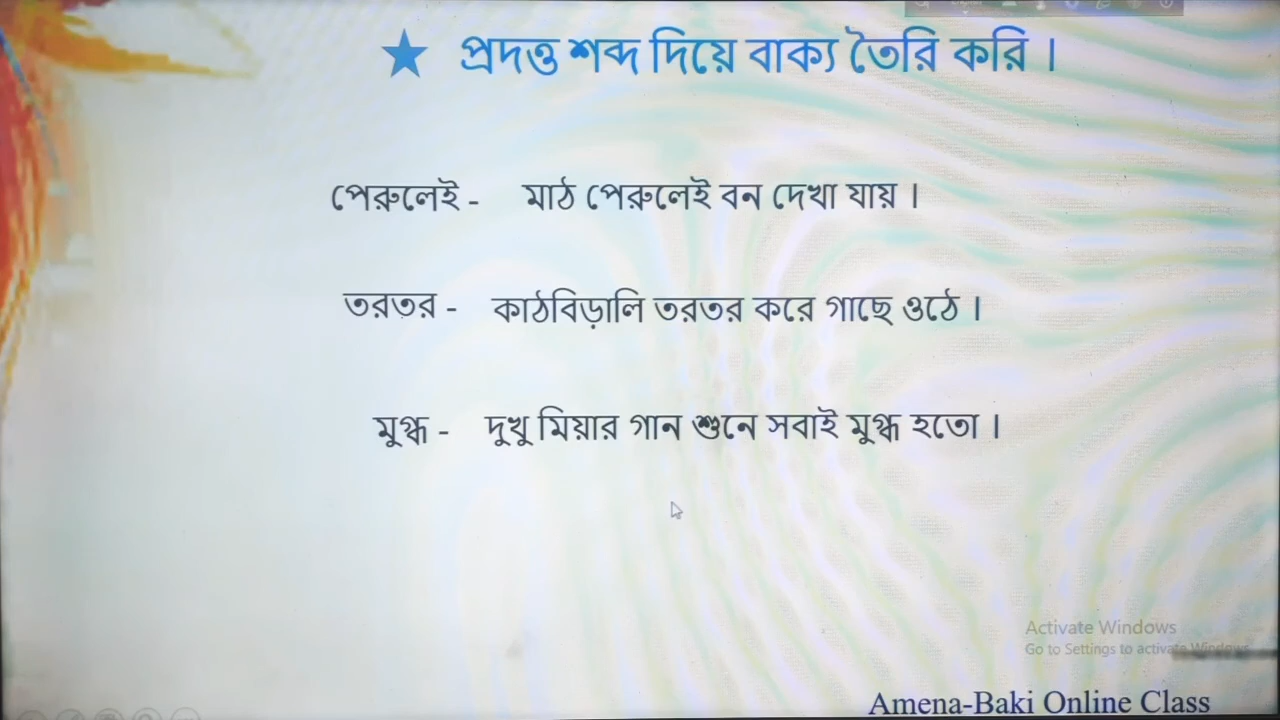 ★ প্রদত্ত শব্দ দিয়ে বাক্য তৈরি করি ।
পেরুলেই - মাঠ পেরুলেই বন দেখা যায় ।
তরতর - কাঠবিড়ালি তরতর করে গাছে ওঠে ।
মুগ্ধ - দুখু মিয়ার গান শুনে সবাই মুগ্ধ হতো ।
Activate Windows
Go to Settings to activate Windows.
Amena-Baki Online Class